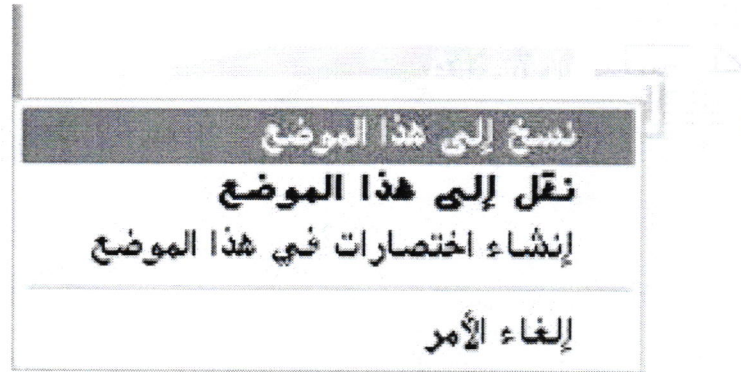 نسخ إلى هذا الموضع
نقل إلى هذا الموضع
إنشاء اختصارات في هذا الموضع
إلغاء الأمر